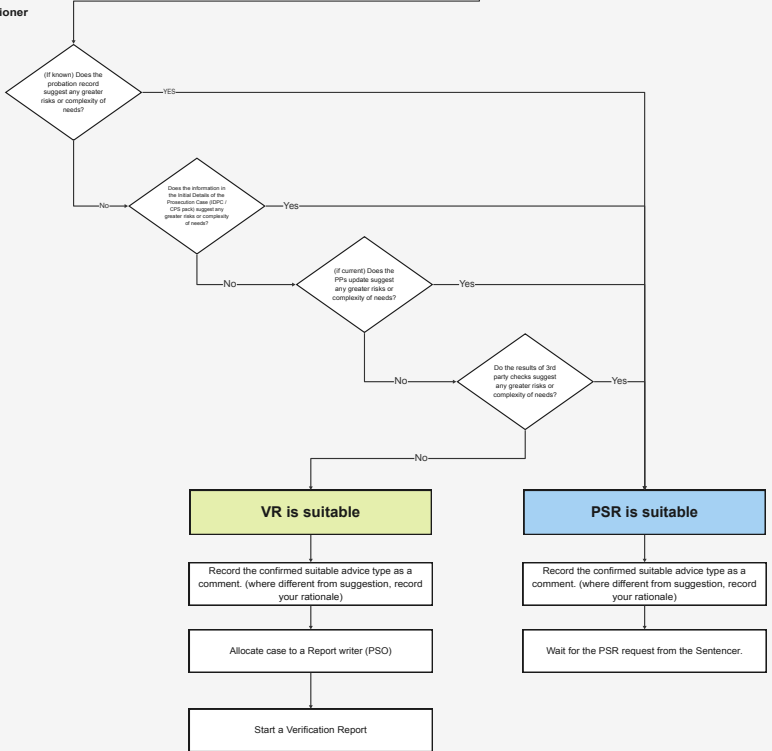 ioner
(If known) Does the
probation record
suggest any greater
risks or complexity of
needs?
YES
No
Does the information in
the Initial Details of the
Prosecution Case (IDPC /
CPS pack) suggest any
greater risks or complexity
of needs?
Yes
No
(if current) Does the
PPs update suggest
any greater risks or
complexity of needs?
Yes
No
Do the results of 3rd
party checks suggest
any greater risks or
complexity of needs?
Yes
No
VR is suitable
PSR is suitable
Record the confirmed suitable advice type as a
comment. (where different from suggestion, record
your rationale)
Record the confirmed suitable advice type as a
comment. (where different from suggestion, record
your rationale)
Allocate case to a Report writer (PSO)
Wait for the PSR request from the Sentencer.
Start a Verification Report